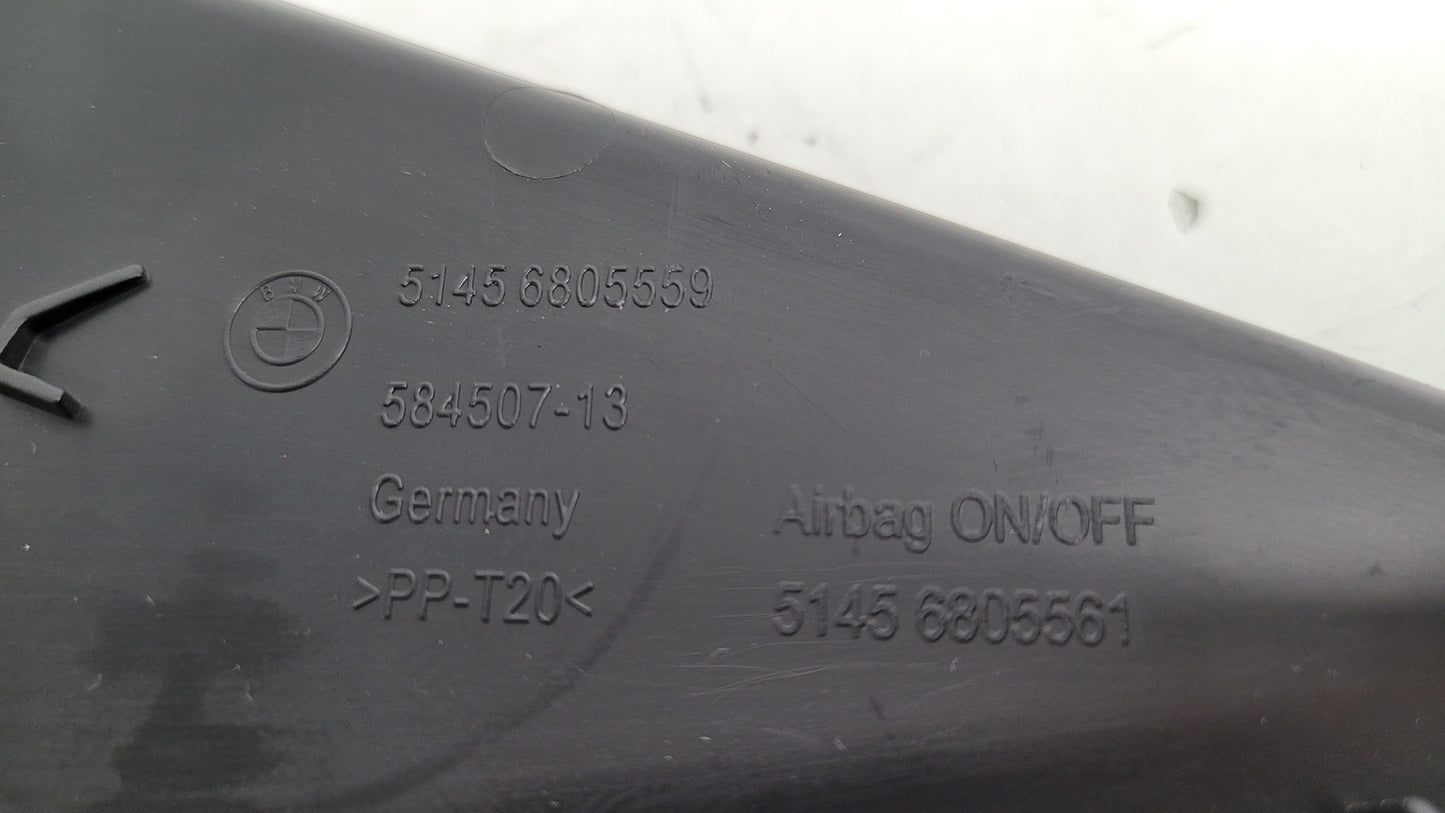 BMW
5145 6805559
584507-13
Germany
>PP-T20<
Airbag ON/OFF
5145 6805561